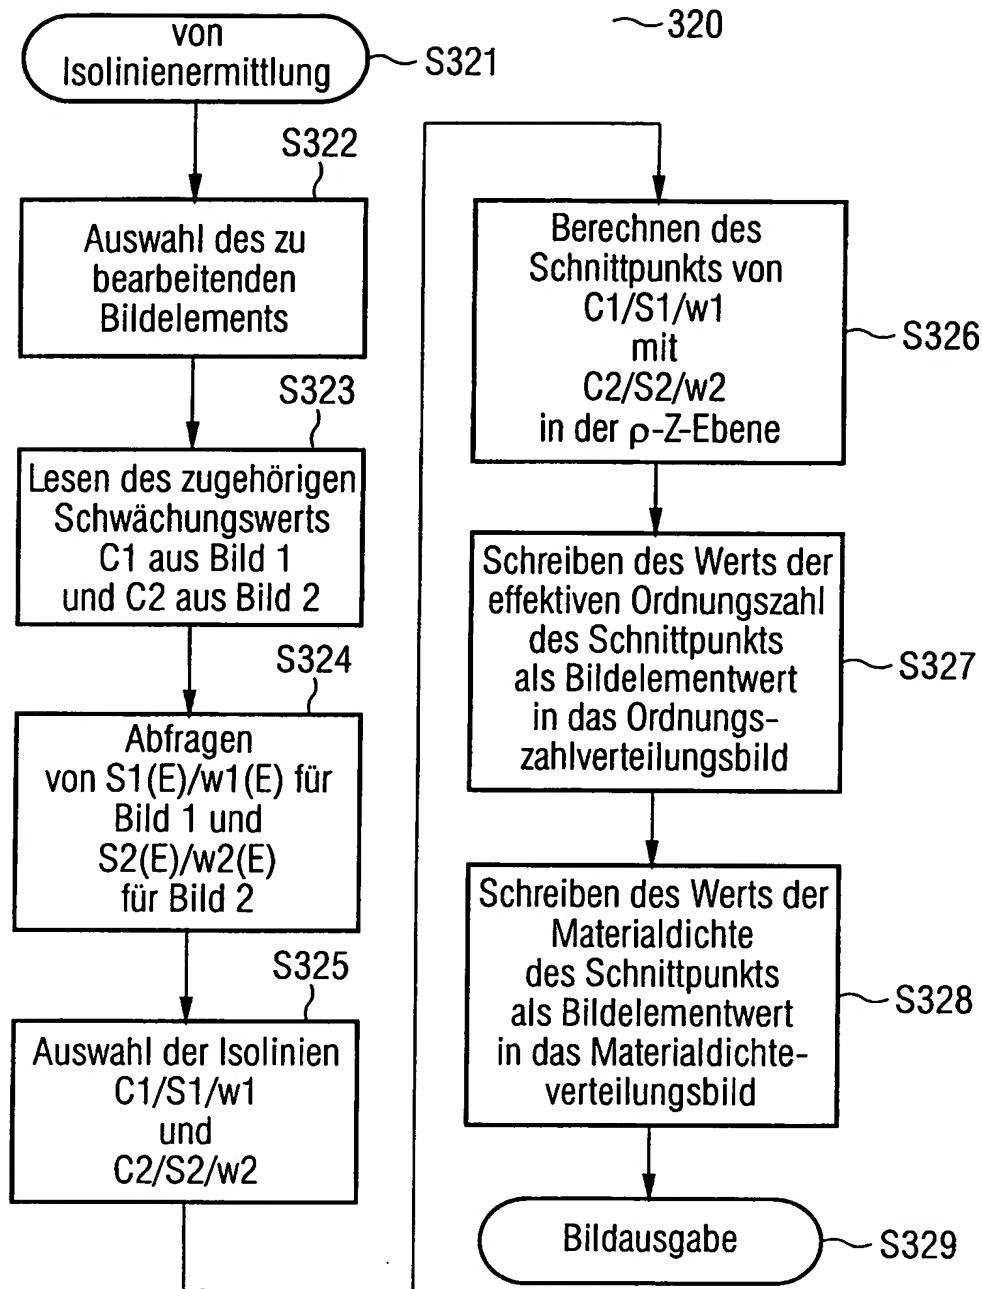 320
von
Isolinienermittlung
S321
S322
Auswahl des zu
bearbeitenden
Bildelements
S323
Lesen des zugehörigen
Schwächungswerts
C1 aus Bild 1
und C2 aus Bild 2
S324
Abfragen
von S1(E)/w1(E) für
Bild 1 und
S2(E)/w2(E)
für Bild 2
S325
Auswahl der Isolinien
C1/S1/w1
und
C2/S2/w2
Berechnen des
Schnittpunkts von
C1/S1/w1
mit
C2/S2/w2
in der ρ-Z-Ebene
S326
Schreiben des Werts der
effektiven Ordnungszahl
des Schnittpunkts
als Bildelementwert
in das Ordnungs-
zahlverteilungsbild
S327
Schreiben des Werts der
Materialdichte
des Schnittpunkts
als Bildelementwert
in das Materialdichte-
verteilungsbild
S328
Bildausgabe
S329